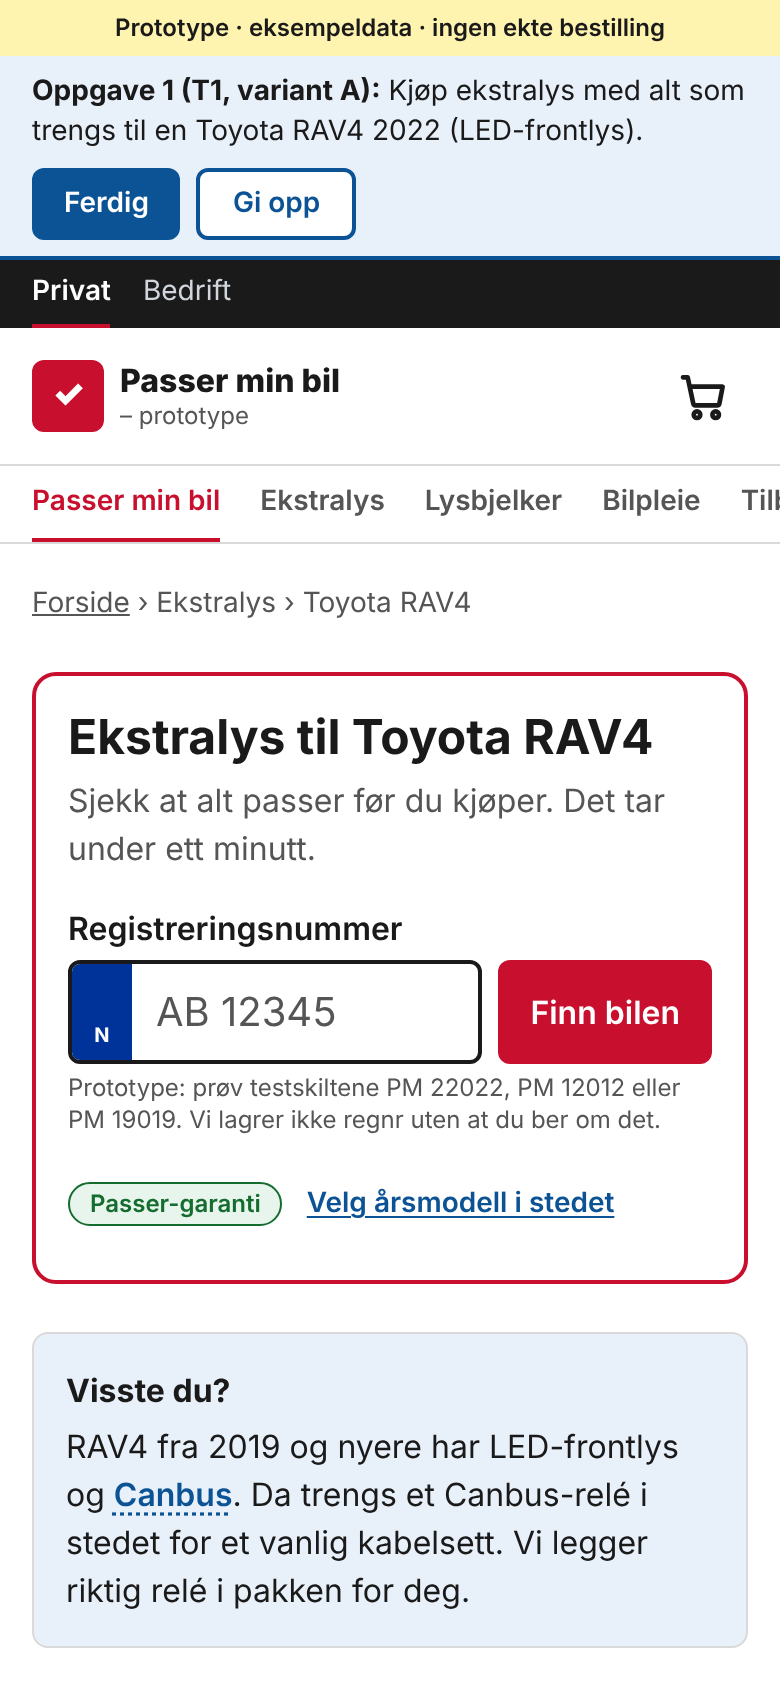 Prototype · eksempeldata · ingen ekte bestilling
Oppgave 1 (T1, variant A): Kjøp ekstralys med alt som
trengs til en Toyota RAV4 2022 (LED-frontlys).
Ferdig
Gi opp
Privat
Bedrift
Passer min bil
– prototype
Passer min bil
Ekstralys
Lysbjelker
Bilpleie
Forside › Ekstralys › Toyota RAV4
Ekstralys til Toyota RAV4
Sjekk at alt passer før du kjøper. Det tar
under ett minutt.
Registreringsnummer
N
AB 12345
Finn bilen
Prototype: prøv testskiltene PM 22022, PM 12012 eller
PM 19019. Vi lagrer ikke regnr uten at du ber om det.
Passer-garanti
Velg årsmodell i stedet
Visste du?
RAV4 fra 2019 og nyere har LED-frontlys
og Canbus. Da trengs et Canbus-relé i
stedet for et vanlig kabelsett. Vi legger
riktig relé i pakken for deg.